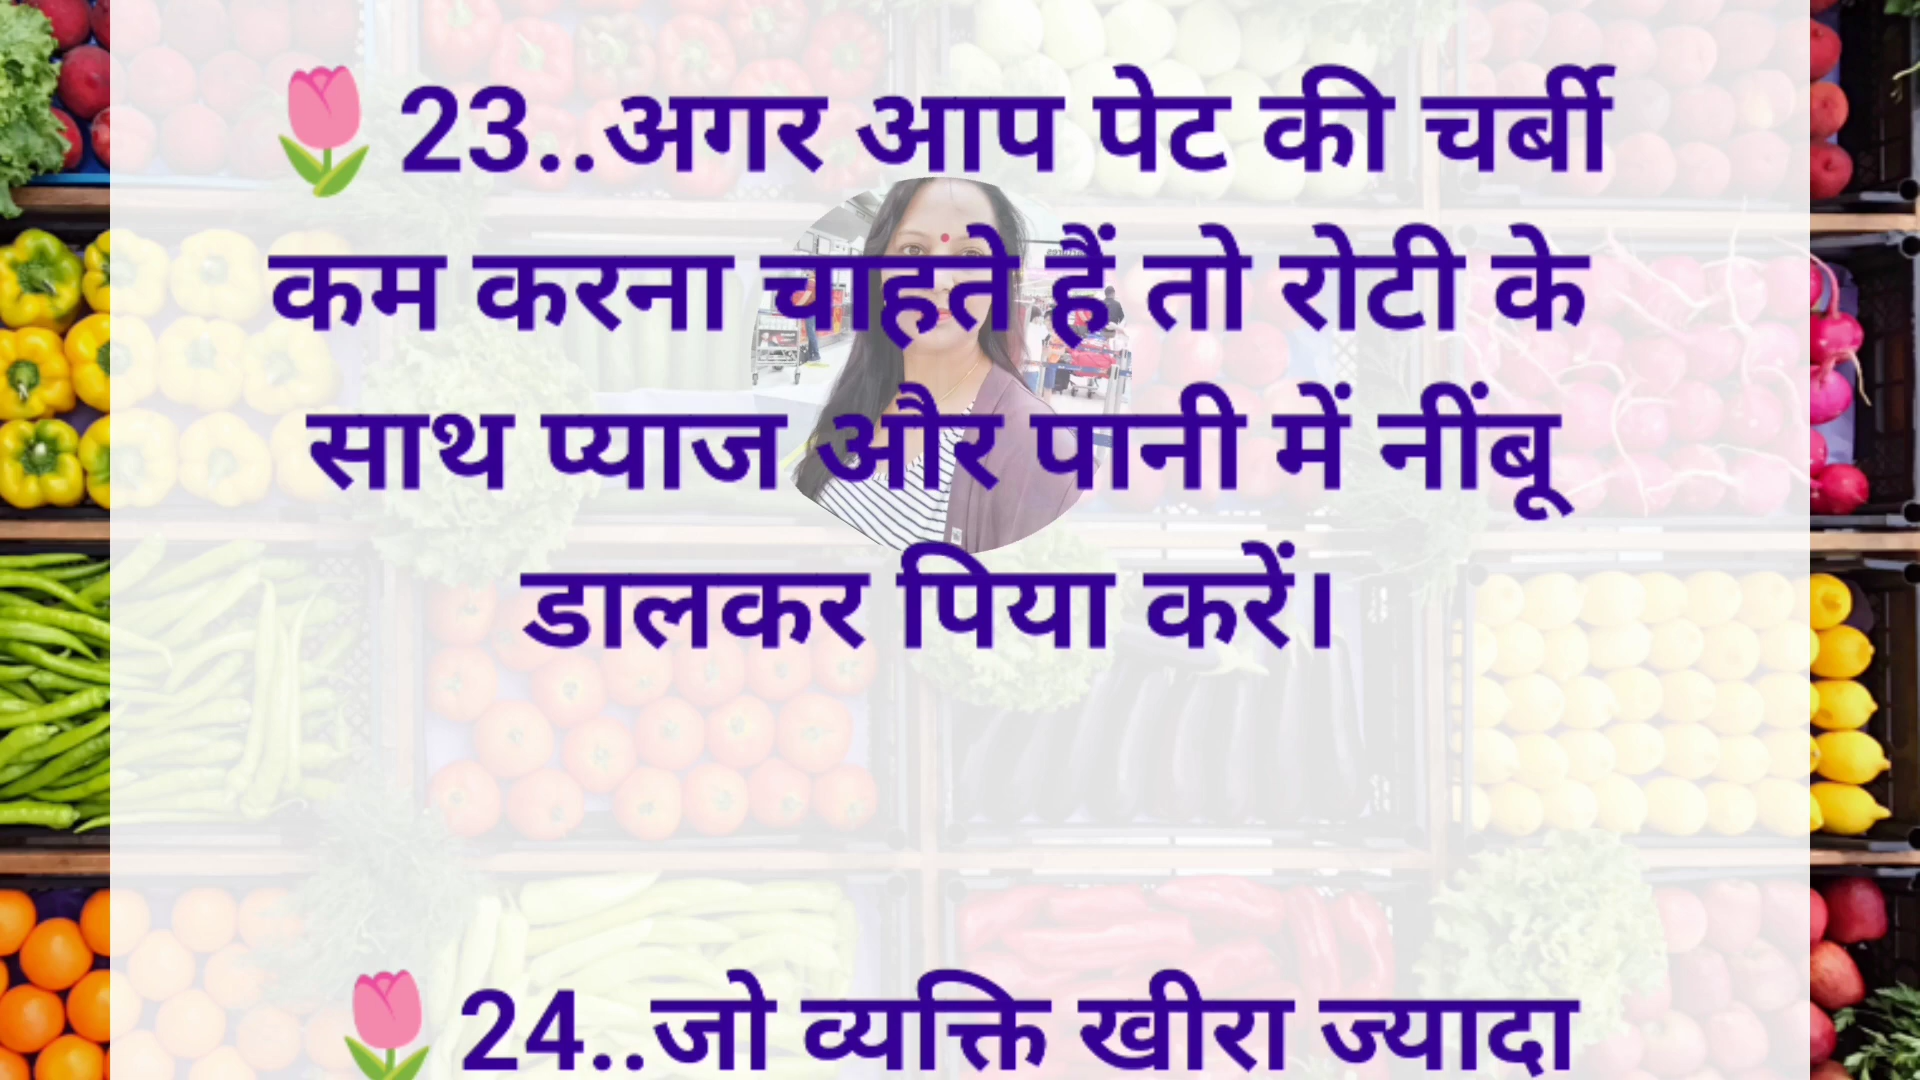 🌷23..अगर आप पेट की चर्बी
कम करना चाहते हैं तो रोटी के
साथ प्याज और पानी में नींबू
डालकर पिया करें।
🌷24..जो व्यक्ति खीरा ज्यादा